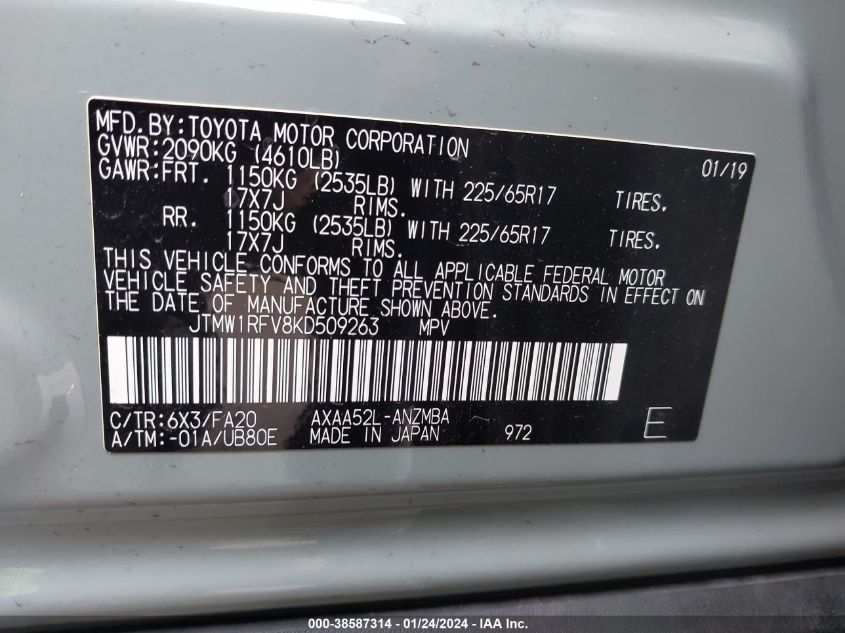 MFD.BY:TOYOTA MOTOR CORPORATION
GVWR:2090KG (4610LB) 01/19
GAWR:FRT. 1150KG (2535LB) WITH 225/65R17 TIRES.
17X7J RIMS.
RR. 1150KG (2535LB) WITH 225/65R17 TIRES.
17X7J RIMS.
THIS VEHICLE CONFORMS TO ALL APPLICABLE FEDERAL MOTOR
VEHICLE SAFETY AND THEFT PREVENTION STANDARDS IN EFFECT ON
THE DATE OF MANUFACTURE SHOWN ABOVE.
JTMW1RFV8KD509263 MPV
C/TR:6X3/FA20 AXAA52L-ANZMBA
A/TM:-01A/UB80E MADE IN JAPAN 972 E
000-38587314 - 01/24/2024 - IAA Inc.